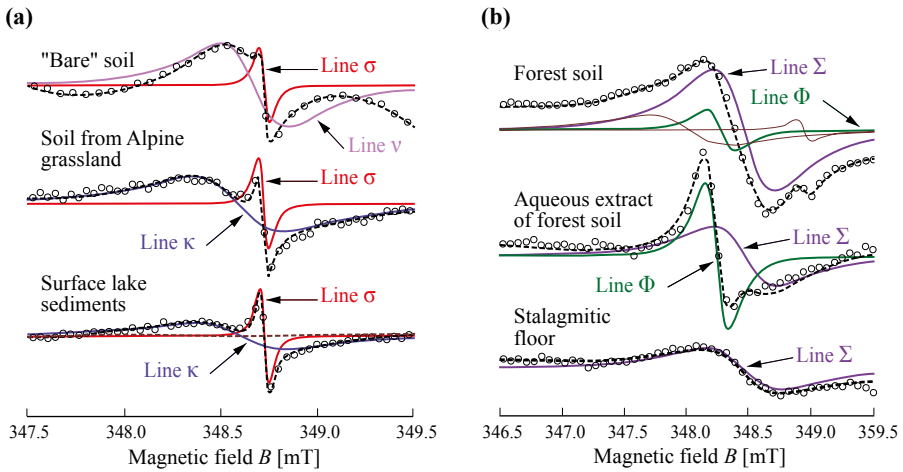 (a)
"Bare" soil
Line σ
Line ν
Soil from Alpine
grassland
Line σ
Line κ
Surface lake
sediments
Line σ
Line κ
347.5 348.0 348.5 349.0 349.5
Magnetic field B [mT]
(b)
Forest soil
Line Σ
Line Φ
Aqueous extract
of forest soil
Line Σ
Line Φ
Stalagmitic
floor
Line Σ
346.5 347.0 347.5 348.0 348.5 349.0 359.5
Magnetic field B [mT]